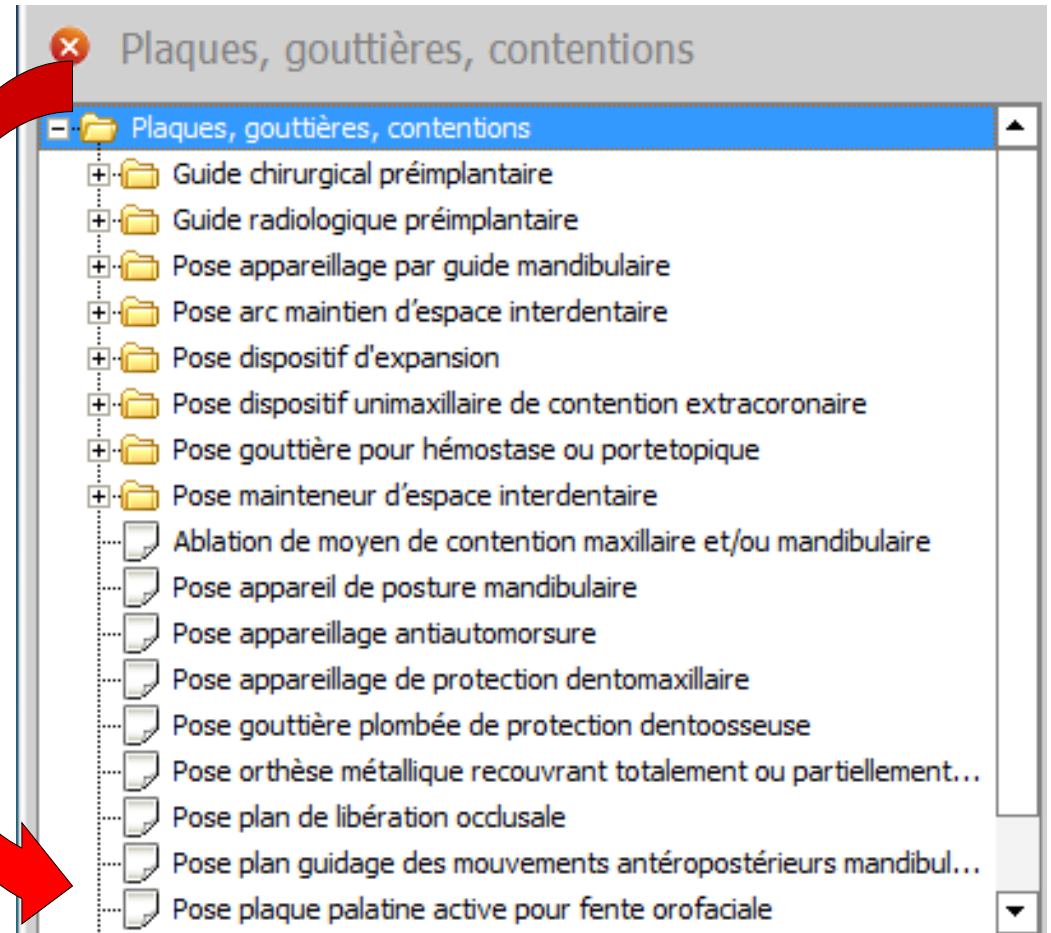 Plaques, gouttières, contentions
Plaques, gouttières, contentions
Guide chirurgical préimplantaire
Guide radiologique préimplantaire
Pose appareillage par guide mandibulaire
Pose arc maintien d’espace interdentaire
Pose dispositif d'expansion
Pose dispositif unimaxillaire de contention extracoronaire
Pose gouttière pour hémostase ou portetopique
Pose mainteneur d’espace interdentaire
Ablation de moyen de contention maxillaire et/ou mandibulaire
Pose appareil de posture mandibulaire
Pose appareillage antiautomorsure
Pose appareillage de protection dentomaxillaire
Pose gouttière plombée de protection dentoosseuse
Pose orthèse métallique recouvrant totalement ou partiellement...
Pose plan de libération occlusale
Pose plan guidage des mouvements antéropostérieurs mandibul...
Pose plaque palatine active pour fente orofaciale